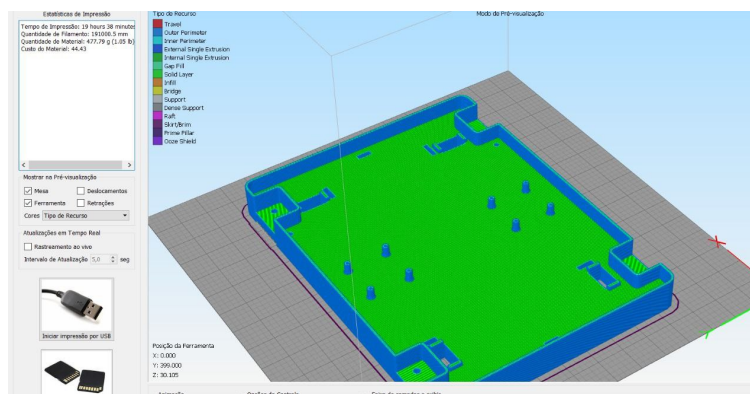 Estatísticas de Impressão
Tempo de Impressão: 19 hours 38 minutes
Quantidade de Filamento: 191000.5 mm
Quantidade de Material: 477.79 g (1.05 lb)
Custo do Material: 44.43
Mostrar na Pré-visualização
Mesa
Deslocamentos
Ferramenta
Retrações
Cores
Tipo de Recurso
Atualizações em Tempo Real
Rastreamento ao vivo
Intervalo de Atualização 5,0 seg
Iniciar impressão por USB
Tipo de Recurso
Travel
Outer Perimeter
Inner Perimeter
External Single Extrusion
Internal Single Extrusion
Gap Fill
Solid Layer
Infill
Bridge
Support
Dense Support
Raft
Skirt/Brim
Prime Pillar
Ooze Shield
Modo de Pré-visualização
Posição da Ferramenta
X: 0.000
Y: 399.000
Z: 30.105